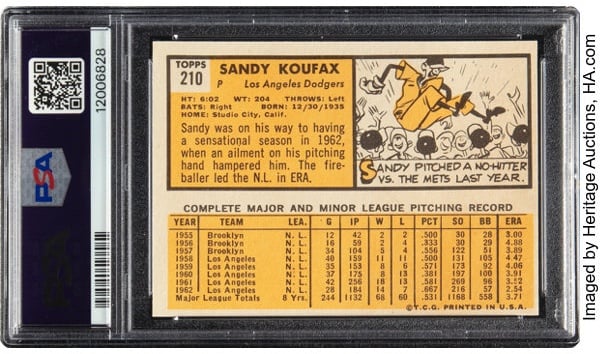 12006828
PSA
TOPPS
210
SANDY KOUFAX
P Los Angeles Dodgers
HT: 6:02 WT: 204 THROWS: Left
BATS: Right BORN: 12/30/1935
HOME: Studio City, Calif.
Sandy was on his way to having
a sensational season in 1962,
when an ailment on his pitching
hand hampered him. The fire-
baller led the N.L. in ERA.
SANDY PITCHED A NO-HITTER
VS. THE METS LAST YEAR.
COMPLETE MAJOR AND MINOR LEAGUE PITCHING RECORD
YEAR TEAM LEA. G IP W L PCT SO BB ERA
1955 Brooklyn N. L. 12 42 2 2 .500 30 28 3.00
1956 Brooklyn N. L. 16 59 2 4 .333 30 29 4.88
1957 Brooklyn N. L. 34 104 5 4 .556 122 51 3.89
1958 Los Angeles N. L. 40 159 11 11 .500 131 105 4.47
1959 Los Angeles N. L. 35 153 8 6 .571 173 92 4.06
1960 Los Angeles N. L. 37 175 8 13 .381 197 100 3.91
1961 Los Angeles N. L. 42 256 18 13 .581 269 96 3.52
1962 Los Angeles N. L. 28 184 14 7 .667 216 57 2.54
Major League Totals 8 Yrs. 244 1132 68 60 .531 1168 558 3.71
©T.C.G. PRINTED IN U.S.A.
Imaged by Heritage Auctions, HA.com